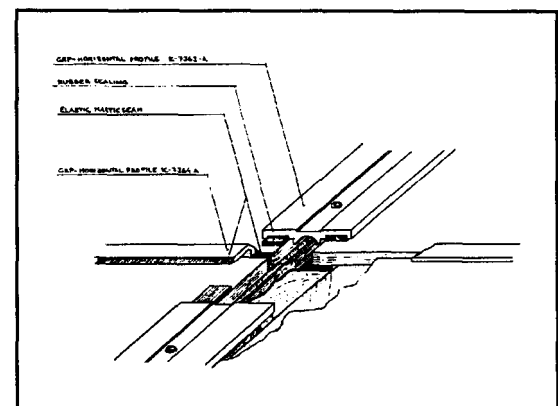 CAP-HORIZONTAL PROFILE K-7362-A
RUBBER SEALING
ELASTIC MASTIC SEAM
CAP-HORIZONTAL PROFILE K-7364 A